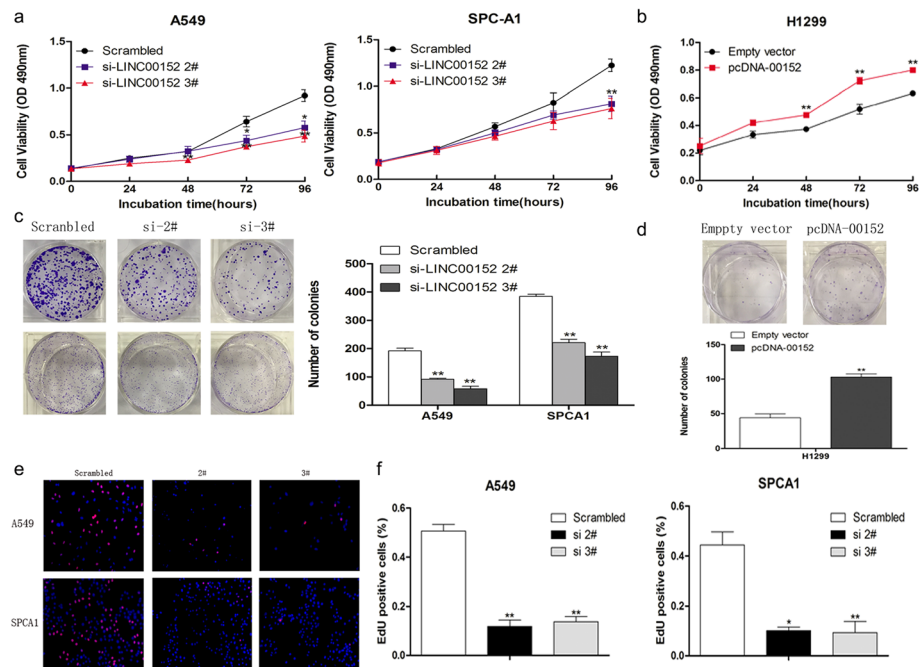 a
A549
Cell Viability (OD 490nm)
1.5
1.0
0.5
0.0
Scrambled
si-LINC00152 2#
si-LINC00152 3#
**
*
**
*
**
0
24
48
72
96
Incubation time(hours)
SPC-A1
Cell Viability (OD 490nm)
1.5
1.0
0.5
0.0
Scrambled
si-LINC00152 2#
si-LINC00152 3#
**
0
24
48
72
96
Incubation time(hours)
b
H1299
Cell Viability (OD 490nm)
1.0
0.8
0.6
0.4
0.2
0.0
Empty vector
pcDNA-00152
**
**
**
0
24
48
72
96
Incubation time(hours)
c
Scranbled si-2# si-3#
Number of colonies
500
400
300
200
100
0
Scrambled
si-LINC00152 2#
si-LINC00152 3#
** **
** **
A549 SPCA1
d
Emppty vector pcDNA-00152
Number of colonies
150
100
50
0
Empty vector
pcDNA-00152
**
H1299
e
Scrambled 2# 3#
A549
SPCA1
f
A549
EdU positive cells (%)
0.6
0.4
0.2
0.0
Scrambled
si 2#
si 3#
** **
SPCA1
EdU positive cells (%)
0.6
0.4
0.2
0.0
Scrambled
si 2#
si 3#
* **